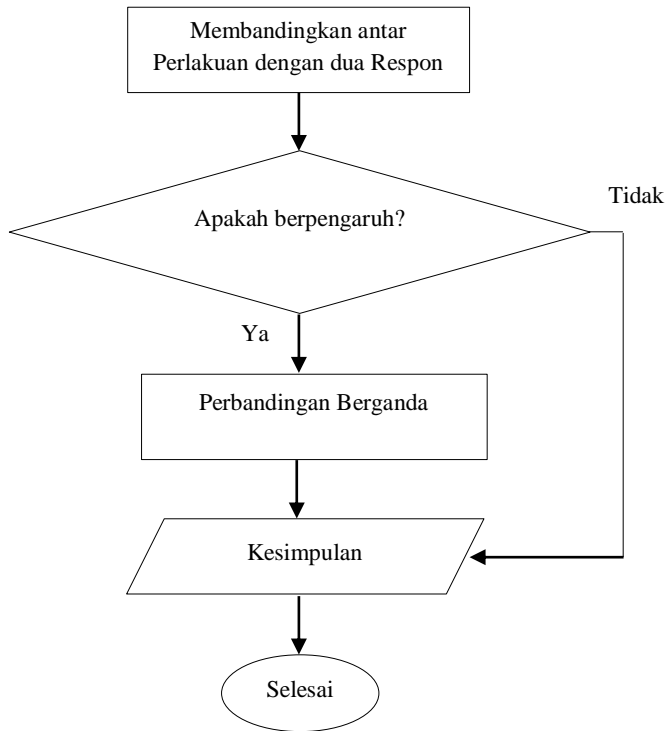 Membandingkan antar
Perlakuan dengan dua Respon
Apakah berpengaruh?
Tidak
Ya
Perbandingan Berganda
Kesimpulan
Selesai